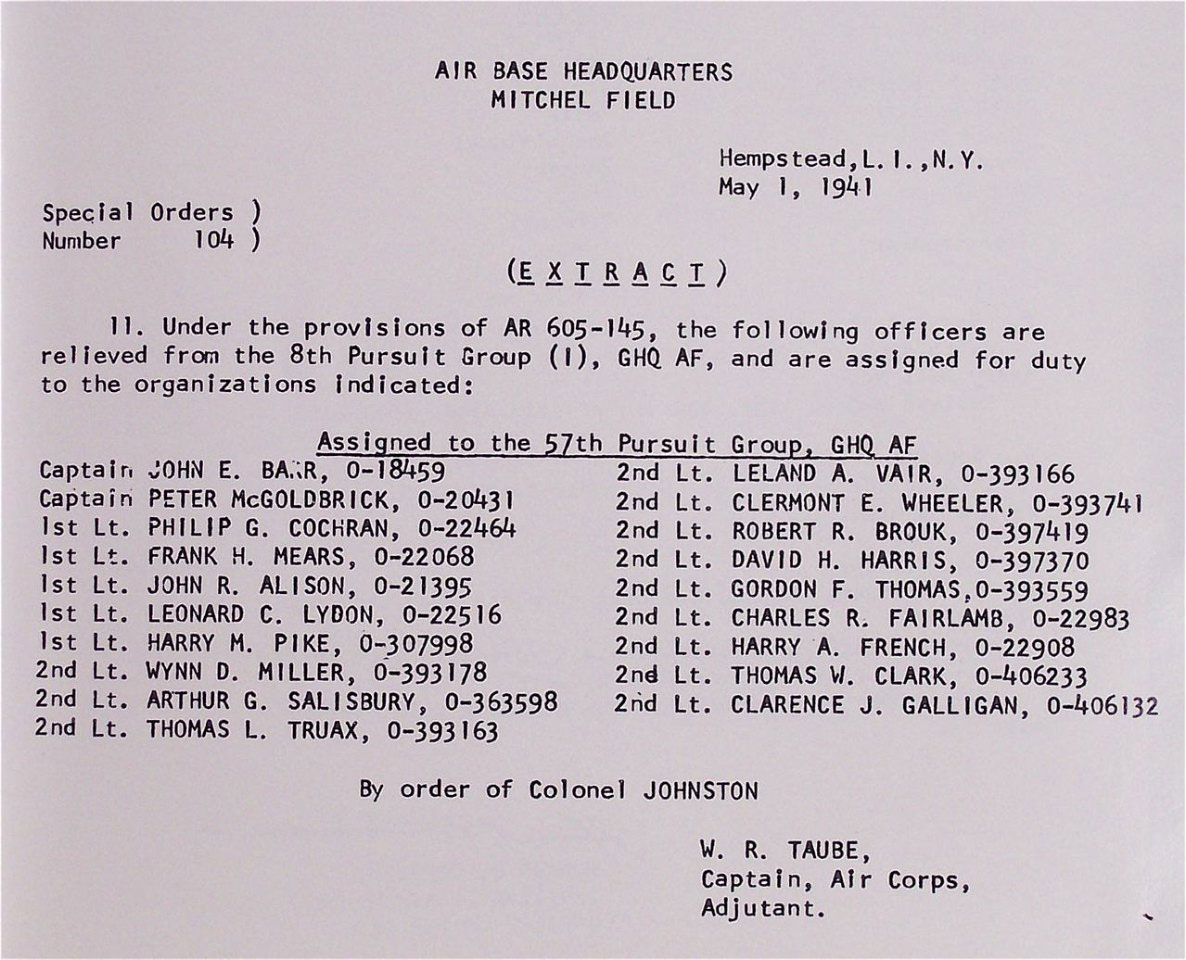 AIR BASE HEADQUARTERS
MITCHEL FIELD
Hempstead,L.I.,N.Y.
May 1, 1941
Special Orders )
Number 104 )
(E X T R A C T)
11. Under the provisions of AR 605-145, the following officers are
relieved from the 8th Pursuit Group (I), GHQ AF, and are assigned for duty
to the organizations indicated:
Assigned to the 57th Pursuit Group, GHQ AF
Captain JOHN E. BARR, 0-18459
Captain PETER McGOLDBRICK, 0-20431
1st Lt. PHILIP G. COCHRAN, 0-22464
1st Lt. FRANK H. MEARS, 0-22068
1st Lt. JOHN R. ALISON, 0-21395
1st Lt. LEONARD C. LYDON, 0-22516
1st Lt. HARRY M. PIKE, 0-307998
2nd Lt. WYNN D. MILLER, 0-393178
2nd Lt. ARTHUR G. SALISBURY, 0-363598
2nd Lt. THOMAS L. TRUAX, 0-393163
2nd Lt. LELAND A. VAIR, 0-393166
2nd Lt. CLERMONT E. WHEELER, 0-393741
2nd Lt. ROBERT R. BROUK, 0-397419
2nd Lt. DAVID H. HARRIS, 0-397370
2nd Lt. GORDON F. THOMAS,0-393559
2nd Lt. CHARLES R. FAIRLAMB, 0-22983
2nd Lt. HARRY A. FRENCH, 0-22908
2nd Lt. THOMAS W. CLARK, 0-406233
2nd Lt. CLARENCE J. GALLIGAN, 0-406132
By order of Colonel JOHNSTON
W. R. TAUBE,
Captain, Air Corps,
Adjutant.